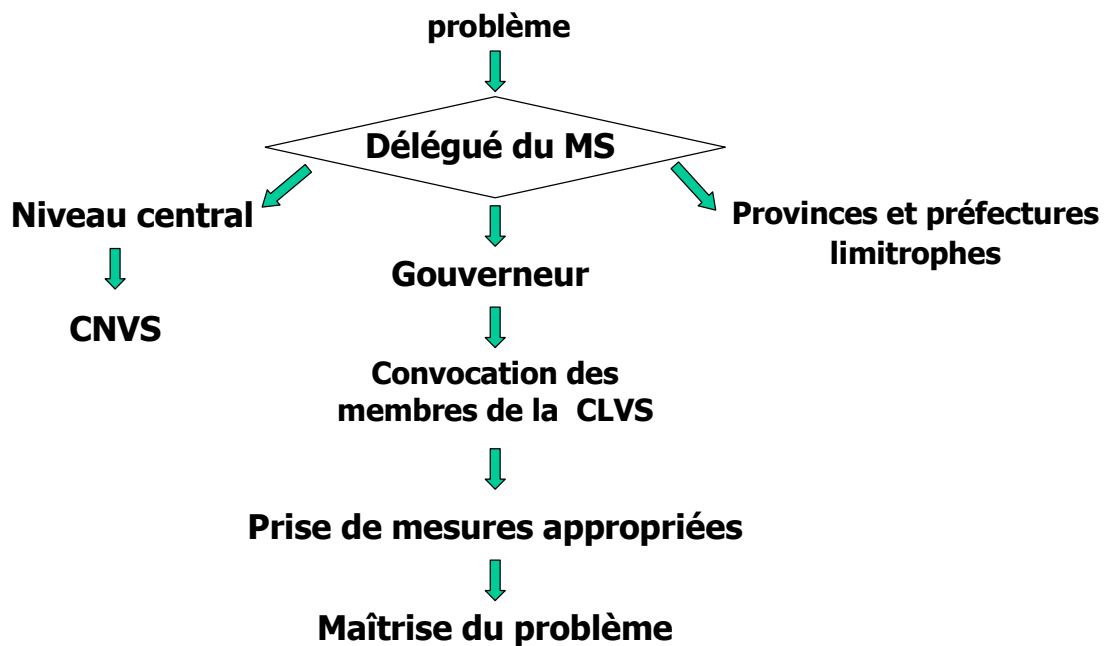 problème
Délégué du MS
Niveau central
Provinces et préfectures
limitrophes
Gouverneur
CNVS
Convocation des
membres de la CLVS
Prise de mesures appropriées
Maîtrise du problème